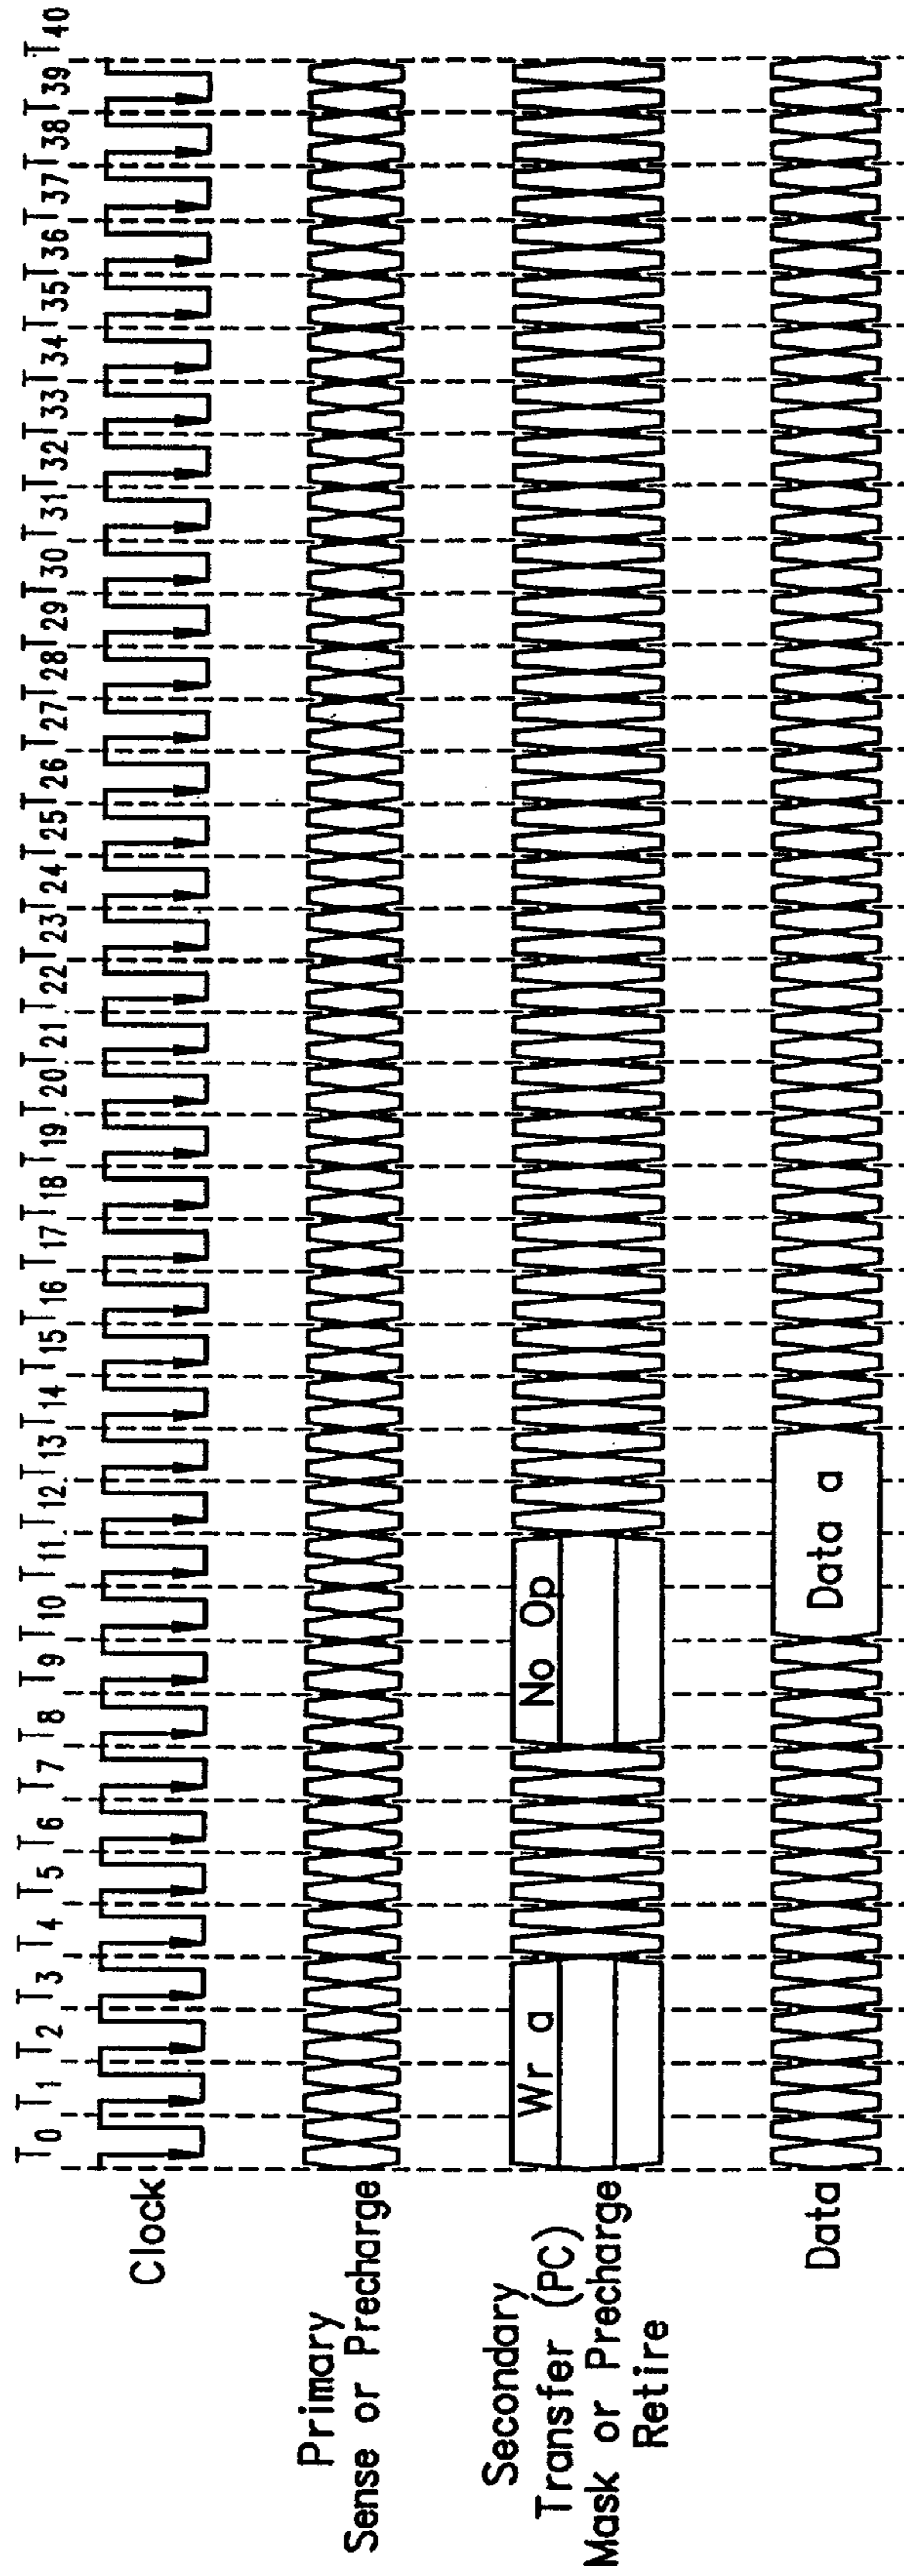 T0 T1 T2 T3 T4 T5 T6 T7 T8 T9 T10 T11 T12 T13 T14 T15 T16 T17 T18 T19 T20 T21 T22 T23 T24 T25 T26 T27 T28 T29 T30 T31 T32 T33 T34 T35 T36 T37 T38 T39 T40
Clock
Primary
Sense or Precharge
Secondary
Transfer (PC)
Mask or Precharge
Retire
Wr a
No Op
Data
Data a